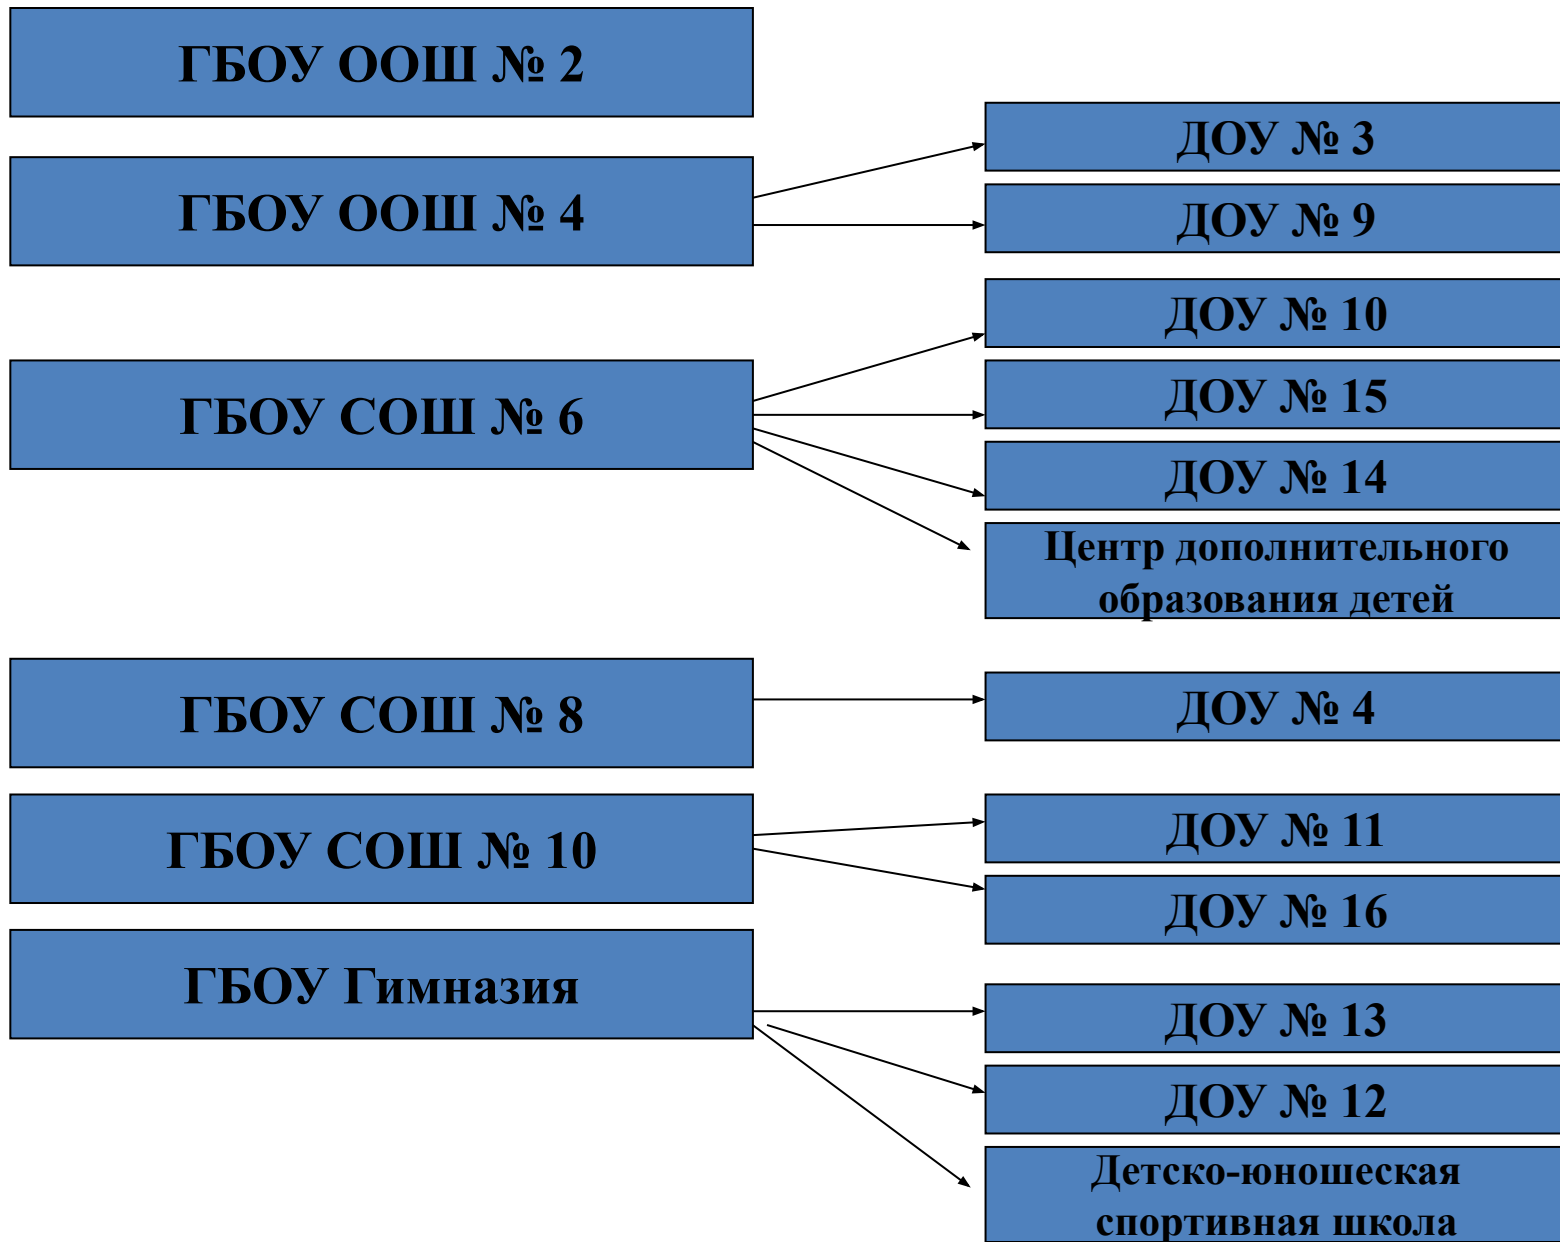 ГБОУ ООШ № 2
ГБОУ ООШ № 4
ДОУ № 3
ДОУ № 9
ГБОУ СОШ № 6
ДОУ № 10
ДОУ № 15
ДОУ № 14
Центр дополнительного
образования детей
ГБОУ СОШ № 8
ДОУ № 4
ГБОУ СОШ № 10
ДОУ № 11
ДОУ № 16
ГБОУ Гимназия
ДОУ № 13
ДОУ № 12
Детско-юношеская
спортивная школа